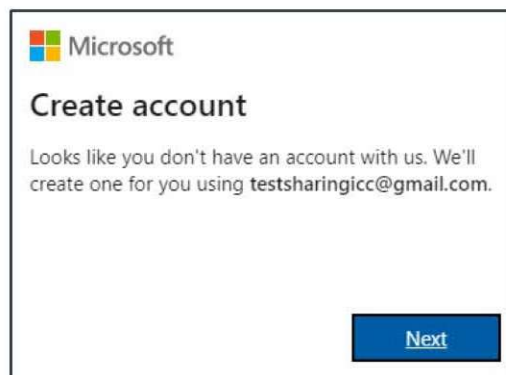 Microsoft
Create account
Looks like you don't have an account with us. We'll
create one for you using testsharingicc@gmail.com.
Next